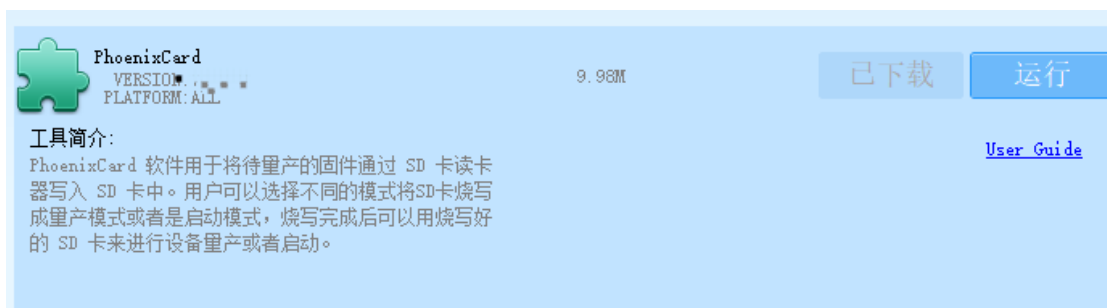 PhoenixCard
VERSION
PLATFORM:ALL
9.98M
已下载
运行
工具简介:
PhoenixCard 软件用于将待量产的固件通过 SD 卡读卡
器写入 SD 卡中。用户可以选择不同的模式将SD卡烧写
成量产模式或者是启动模式，烧写完成后可以用烧写好
的 SD 卡来进行设备量产或者启动。
User Guide